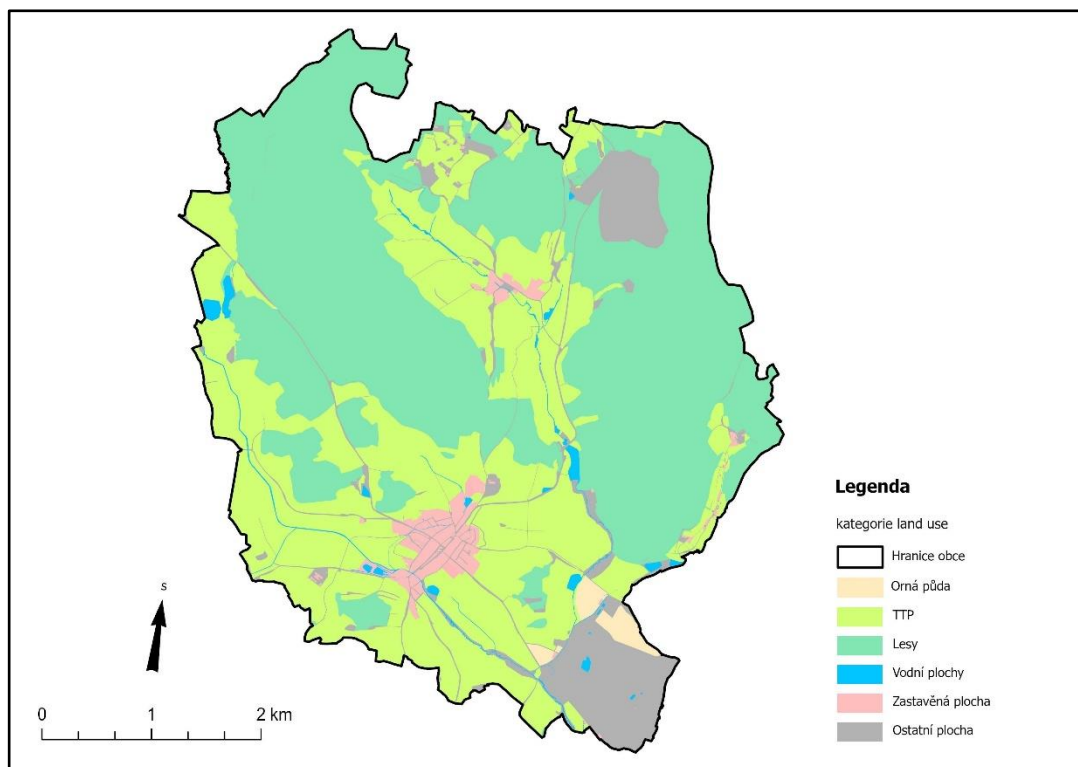 Legenda
kategorie land use
Hranice obce
Orná půda
TTP
Lesy
Vodní plochy
Zastavěná plocha
Ostatní plocha
S
0 1 2 km